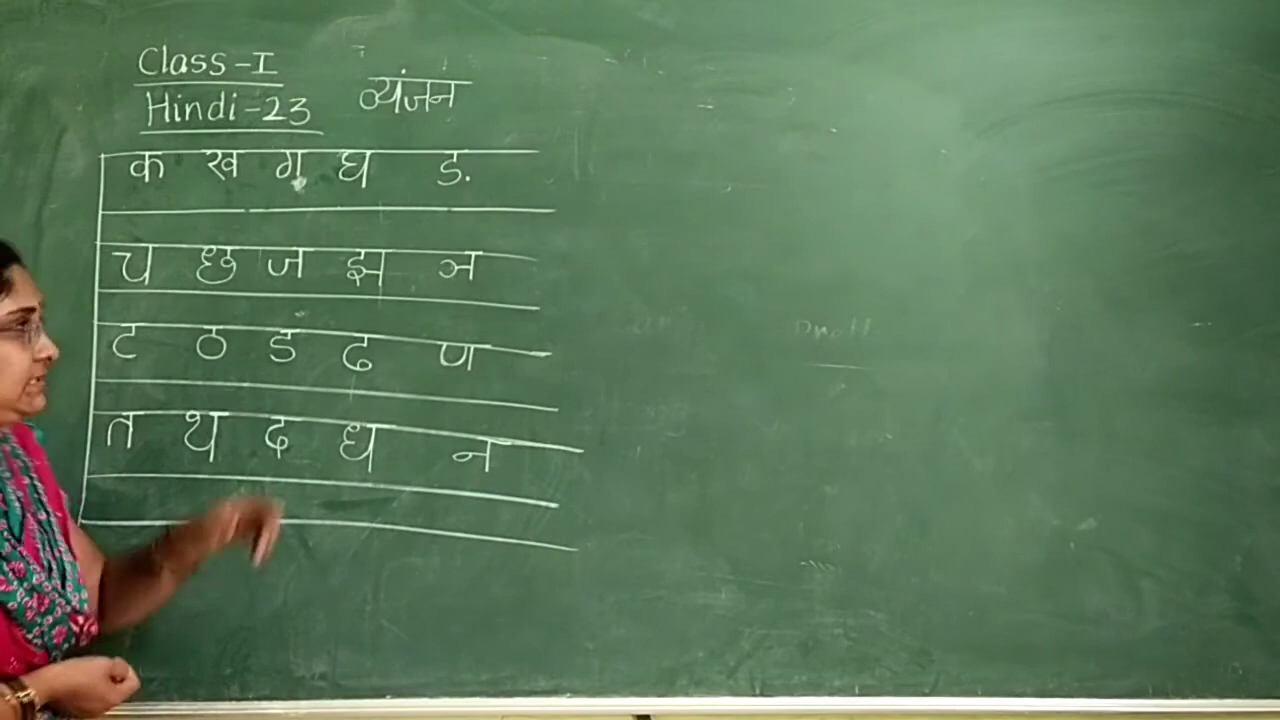 Class-I
Hindi-23 व्यंजन
क ख ग घ ड.
च छ ज झ ञ
ट ठ ड ढ ण
त थ द ध न